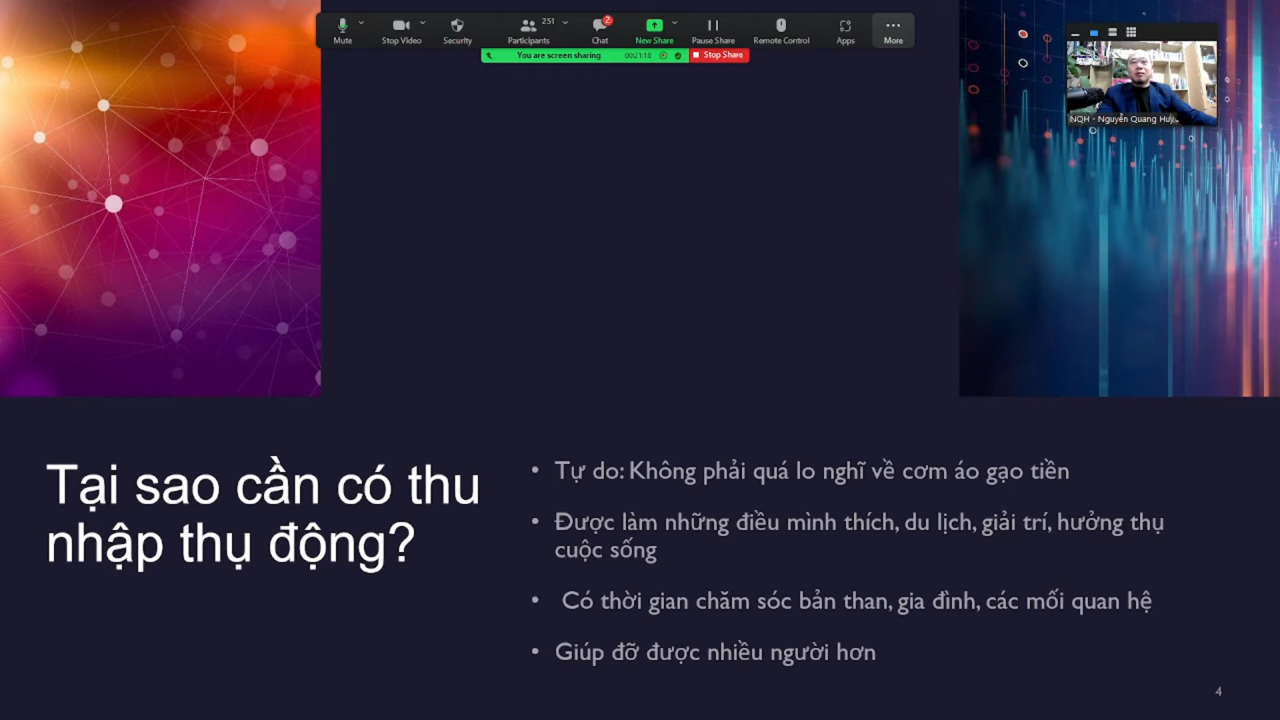 251
2
Mute
Stop Video
Security
Participants
Chat
New Share
Pause Share
Remote Control
Apps
More
You are screen sharing
00:21:18
Stop Share
NQH - Nguyễn Quang Huy
Tại sao cần có thu
nhập thụ động?
• Tự do: Không phải quá lo nghĩ về cơm áo gạo tiền
• Được làm những điều mình thích, du lịch, giải trí, hưởng thụ
cuộc sống
• Có thời gian chăm sóc bản than, gia đình, các mối quan hệ
• Giúp đỡ được nhiều người hơn
4